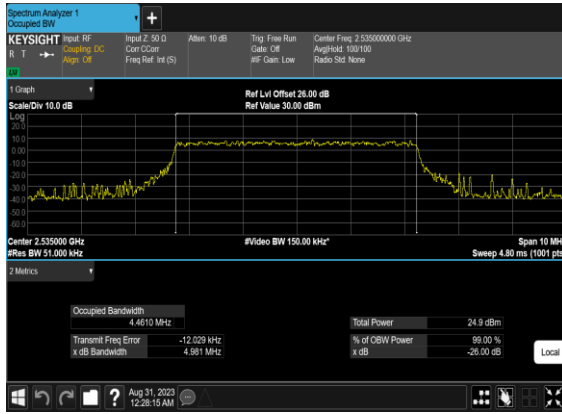 Spectrum Analyzer 1
Occupied BW
+
KEYSIGHT
R T
LXI
Input: RF
Coupling: DC
Align: Off
Input Z: 50 Ω
Corr CCorr
Freq Ref: Int (S)
Atten: 10 dB
Trig: Free Run
Gate: Off
#IF Gain: Low
Center Freq: 2.535000000 GHz
Avg|Hold: 100/100
Radio Std: None
1 Graph
Scale/Div 10.0 dB
Ref Lvl Offset 26.00 dB
Ref Value 30.00 dBm
Log
20.0
10.0
0.00
-10.0
-20.0
-30.0
-40.0
-50.0
-60.0
Center 2.535000 GHz
#Res BW 51.000 kHz
#Video BW 150.00 kHz*
Span 10 MH
Sweep 4.80 ms (1001 pts
2 Metrics
Occupied Bandwidth
4.4610 MHz
Transmit Freq Error -12.029 kHz
x dB Bandwidth 4.981 MHz
Total Power 24.9 dBm
% of OBW Power 99.00 %
x dB -26.00 dB
Local
?
Aug 31, 2023
12:28:15 AM